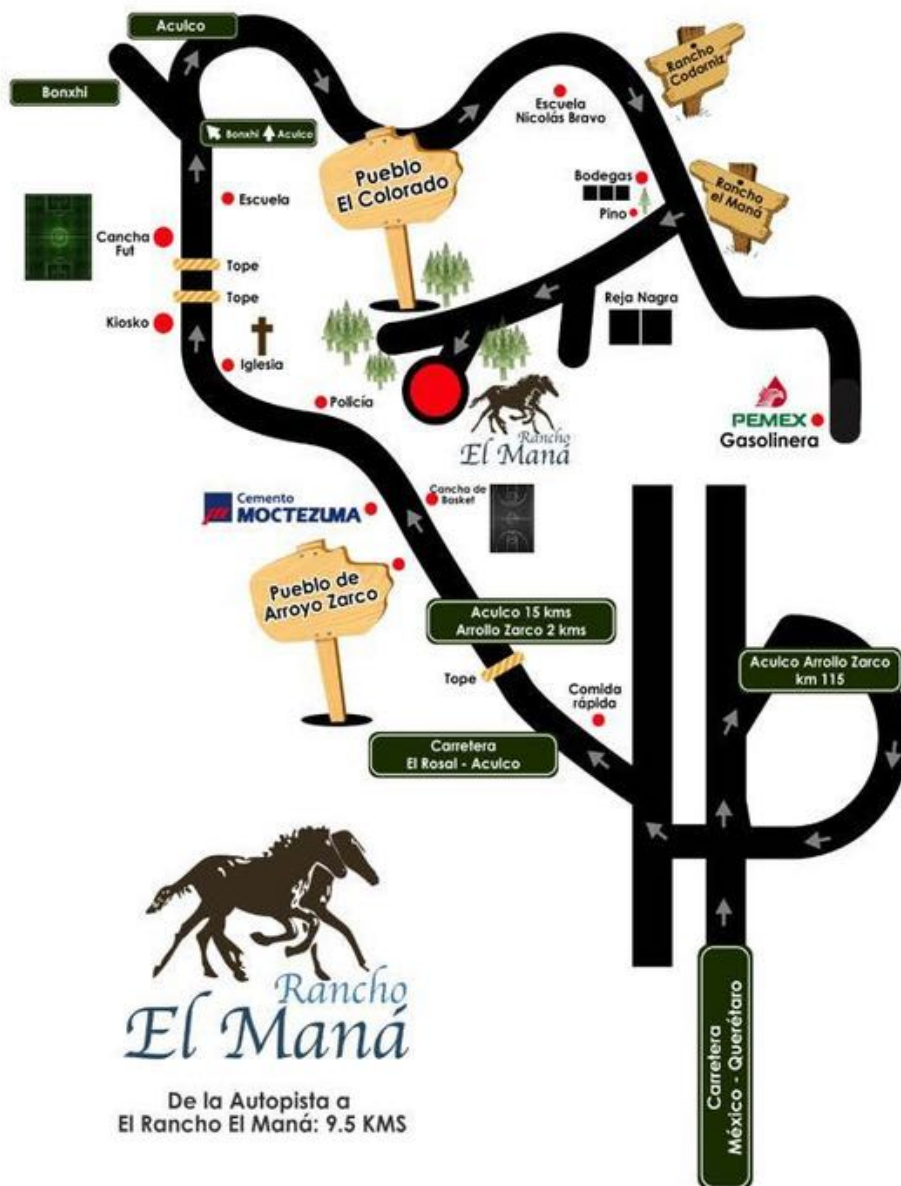 Aculco
Bonxhi
Bonxhi Aculco
Rancho
Codorniz
Escuela
Nicolás Bravo
Pueblo
El Colorado
Bodegas
Pino
Rancho
el Maná
Escuela
Cancha
Fut
Tope
Tope
Kiosko
Iglesia
Reja Nagra
Policía
Rancho
El Maná
PEMEX
Gasolinera
Cemento
MOCTEZUMA
Cancha de
Basket
Pueblo de
Arroyo Zarco
Aculco 15 kms
Arrollo Zarco 2 kms
Tope
Comida
rápida
Aculco Arrollo Zarco
km 115
Carretera
El Rosal - Aculco
Rancho
El Maná
De la Autopista a
El Rancho El Maná: 9.5 KMS
Carretera
México - Querétaro